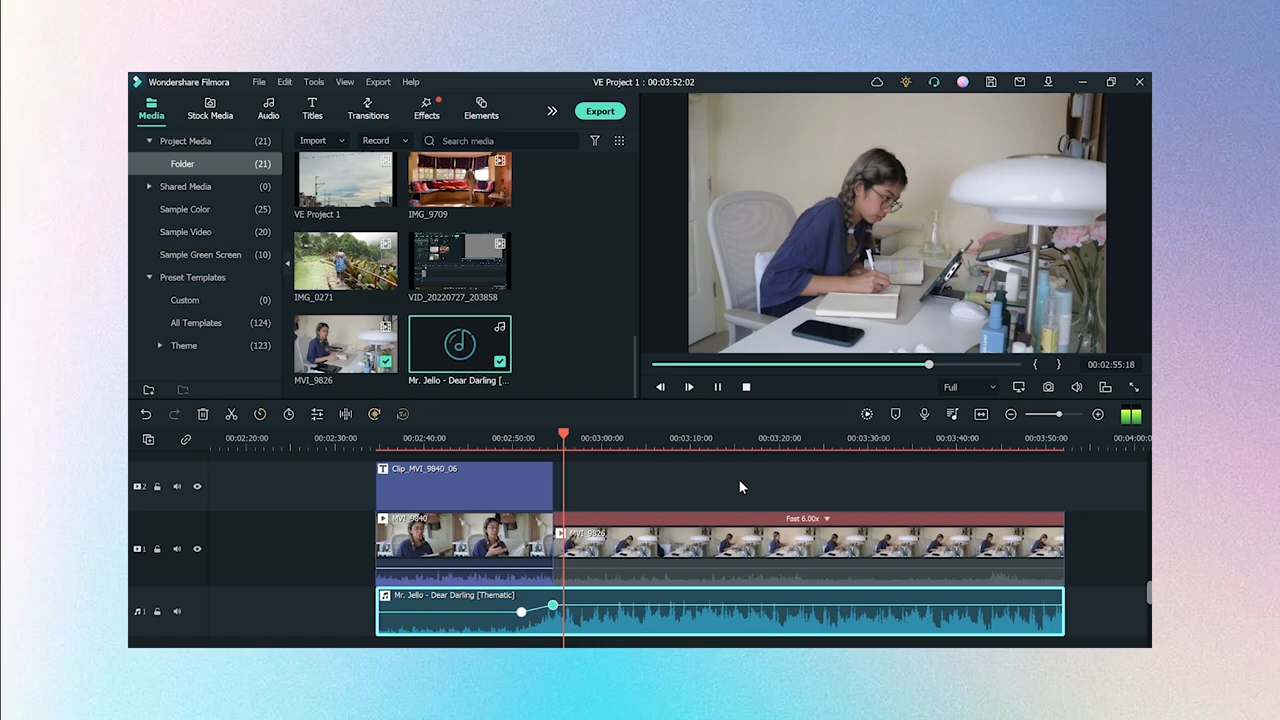 Wondershare Filmora File Edit Tools View Export Help VE Project 1 : 00:03:52:02
Media Stock Media Audio Titles Transitions Effects Elements Export
Project Media (21) Import Record Search media
Folder (21)
Shared Media (0)
Sample Color (25)
Sample Video (20)
Sample Green Screen (10)
Preset Templates
Custom (0)
All Templates (124)
Theme (123)
VE Project 1 IMG_9709
IMG_0271 VID_20220727_203858
MVI_9826 Mr. Jello - Dear Darling [...
{ } 00:02:55:18
Full
00:02:20:00 00:02:30:00 00:02:40:00 00:02:50:00 00:03:00:00 00:03:10:00 00:03:20:00 00:03:30:00 00:03:40:00 00:03:50:00 00:04:00:0
2 T Clip_MVI_9840_06
Fast 6.00x
1 MVI_9840 MVI_9826
1 Mr. Jello - Dear Darling [Thematic]